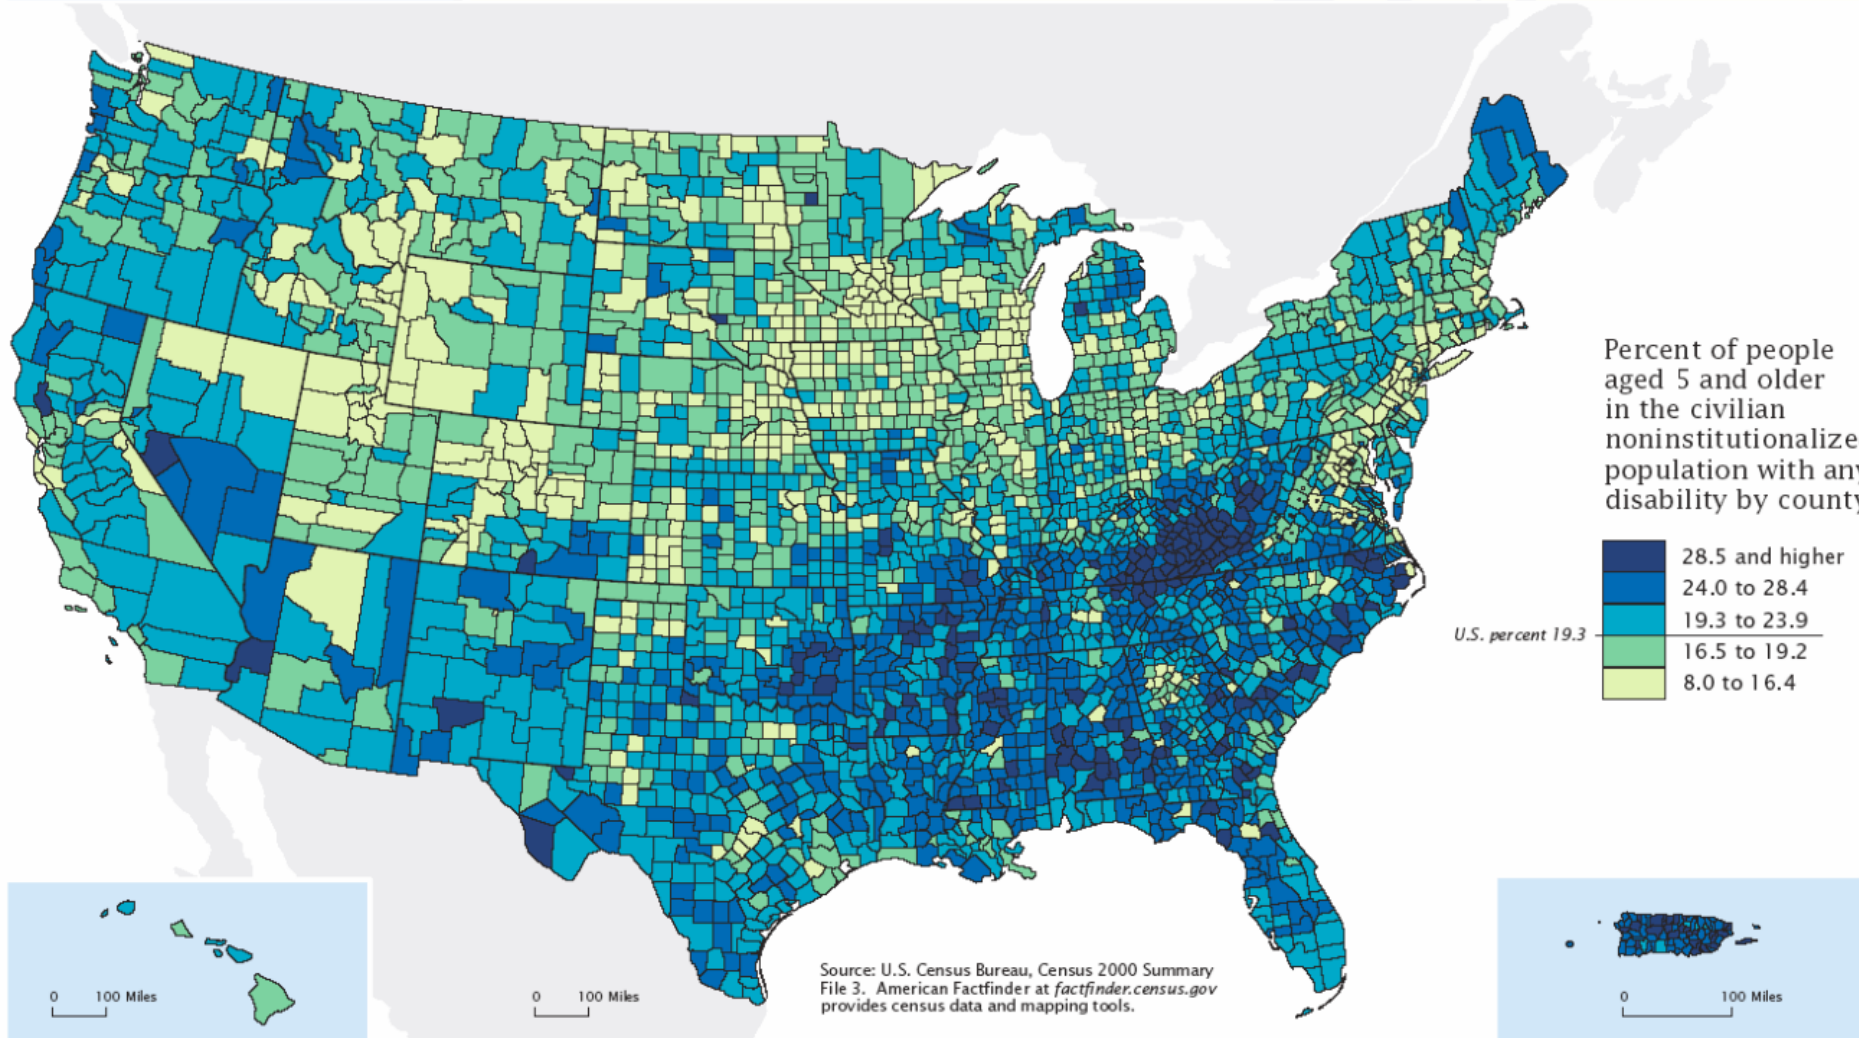 Percent of people
aged 5 and older
in the civilian
noninstitutionalize
population with any
disability by county
28.5 and higher
24.0 to 28.4
19.3 to 23.9
U.S. percent 19.3
16.5 to 19.2
8.0 to 16.4
Source: U.S. Census Bureau, Census 2000 Summary
File 3. American Factfinder at factfinder.census.gov
provides census data and mapping tools.
0 100 Miles
0 100 Miles
0 100 Miles